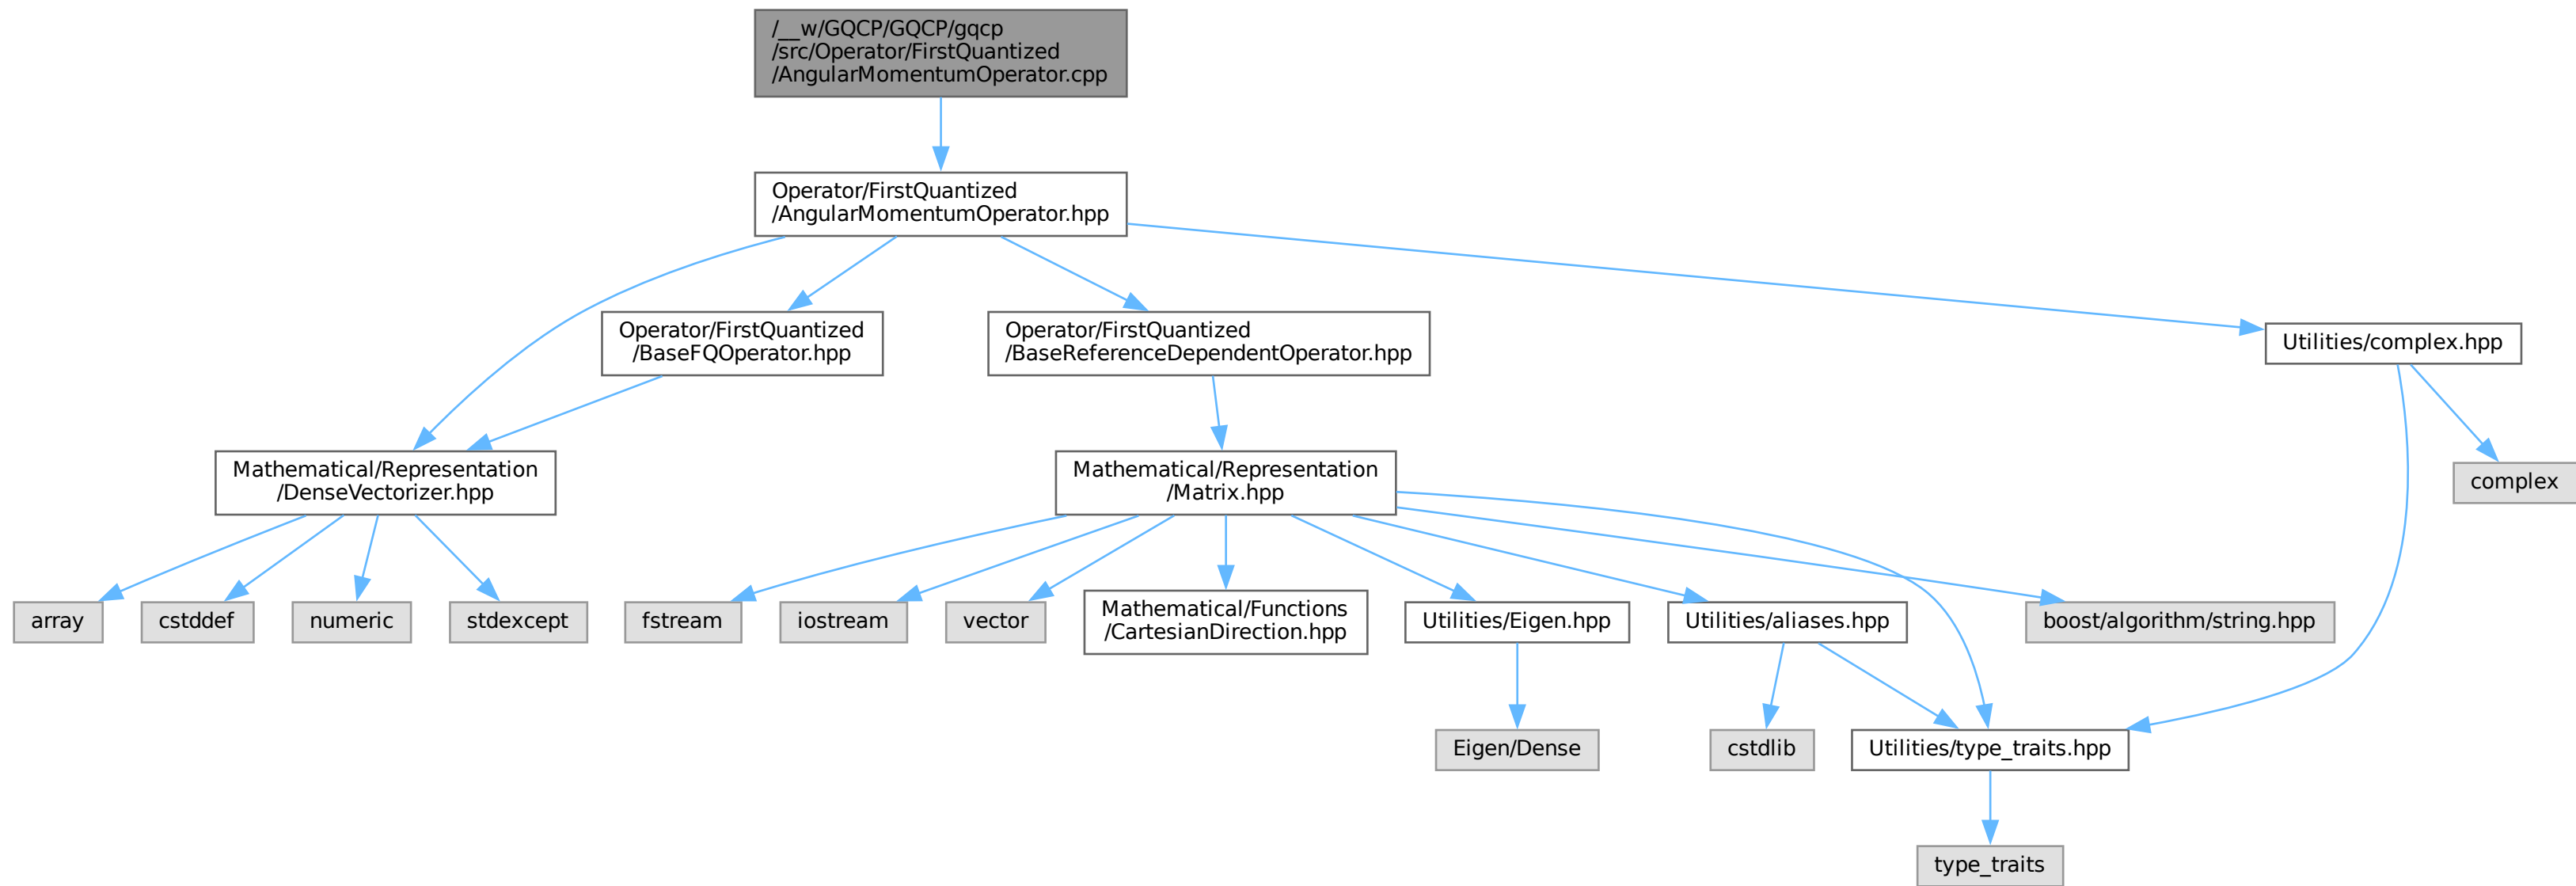 /__w/GQCP/GQCP/gqcp
/src/Operator/FirstQuantized
/AngularMomentumOperator.cpp
Operator/FirstQuantized
/AngularMomentumOperator.hpp
Operator/FirstQuantized
/BaseFQOperator.hpp
Operator/FirstQuantized
/BaseReferenceDependentOperator.hpp
Utilities/complex.hpp
Mathematical/Representation
/DenseVectorizer.hpp
Mathematical/Representation
/Matrix.hpp
complex
array
cstddef
numeric
stdexcept
fstream
iostream
vector
Mathematical/Functions
/CartesianDirection.hpp
Utilities/Eigen.hpp
Utilities/aliases.hpp
boost/algorithm/string.hpp
Eigen/Dense
cstdlib
Utilities/type_traits.hpp
type_traits